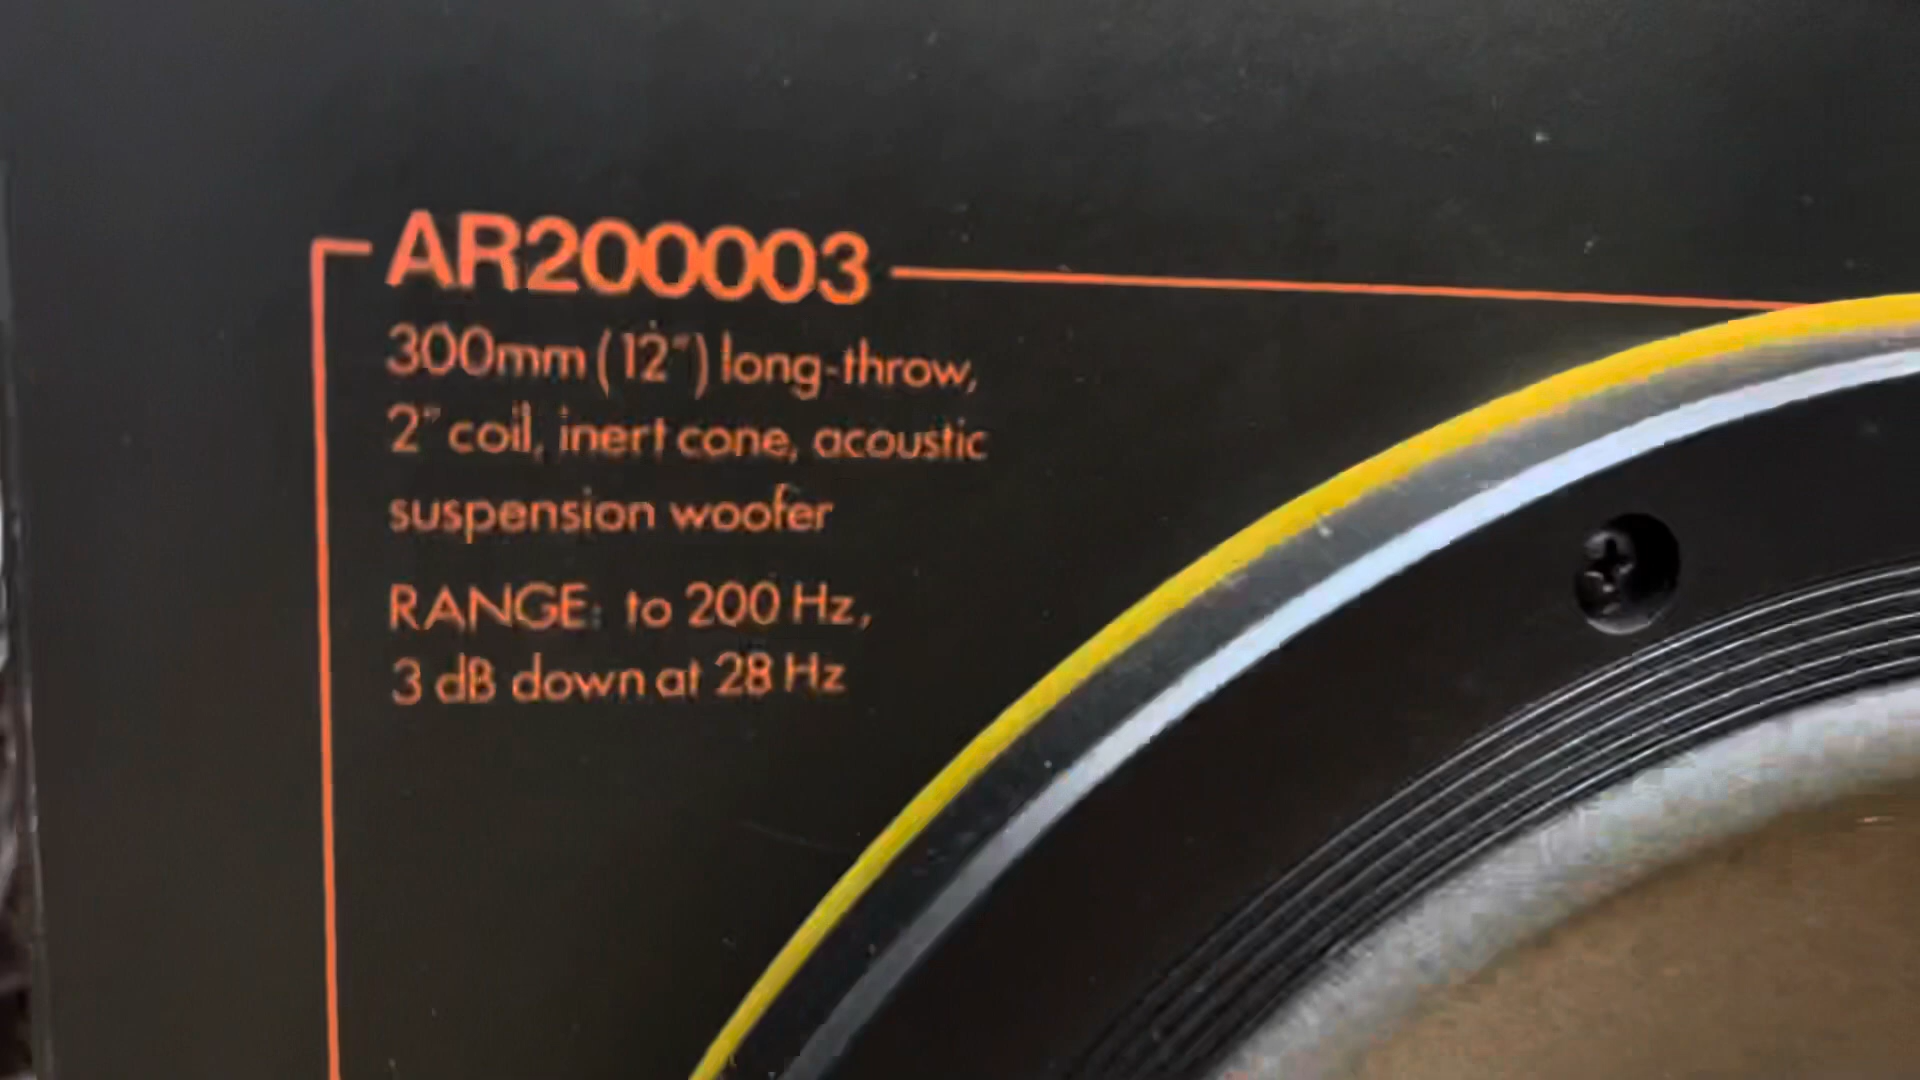 AR200003
300mm (12") long-throw,
2" coil, inert cone, acoustic
suspension woofer
RANGE: to 200 Hz,
3 dB down at 28 Hz